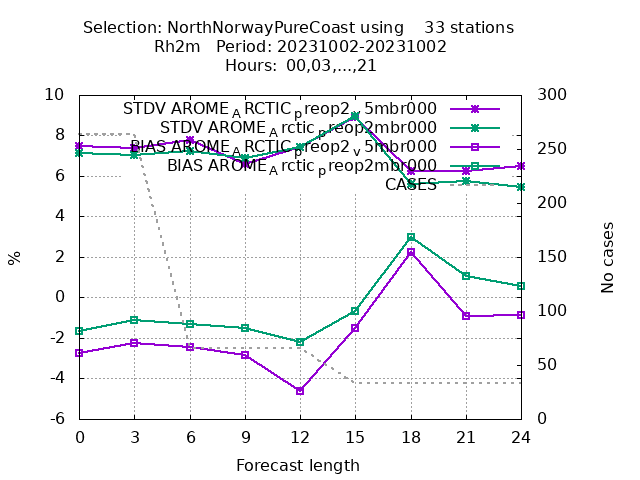 Selection: NorthNorwayPureCoast using    33 stations
Rh2m   Period: 20231002-20231002
Hours:  00,03,...,21
STDV AROME_ARCTIC_preop2_v5mbr000
STDV AROME_Arctic_preop2mbr000
BIAS AROME_ARCTIC_preop2_v5mbr000
BIAS AROME_Arctic_preop2mbr000
CASES
10 300
8 250
6
4 200
2 150
0 100
-2
-4 50
-6 0
%
No cases
0 3 6 9 12 15 18 21 24
Forecast length